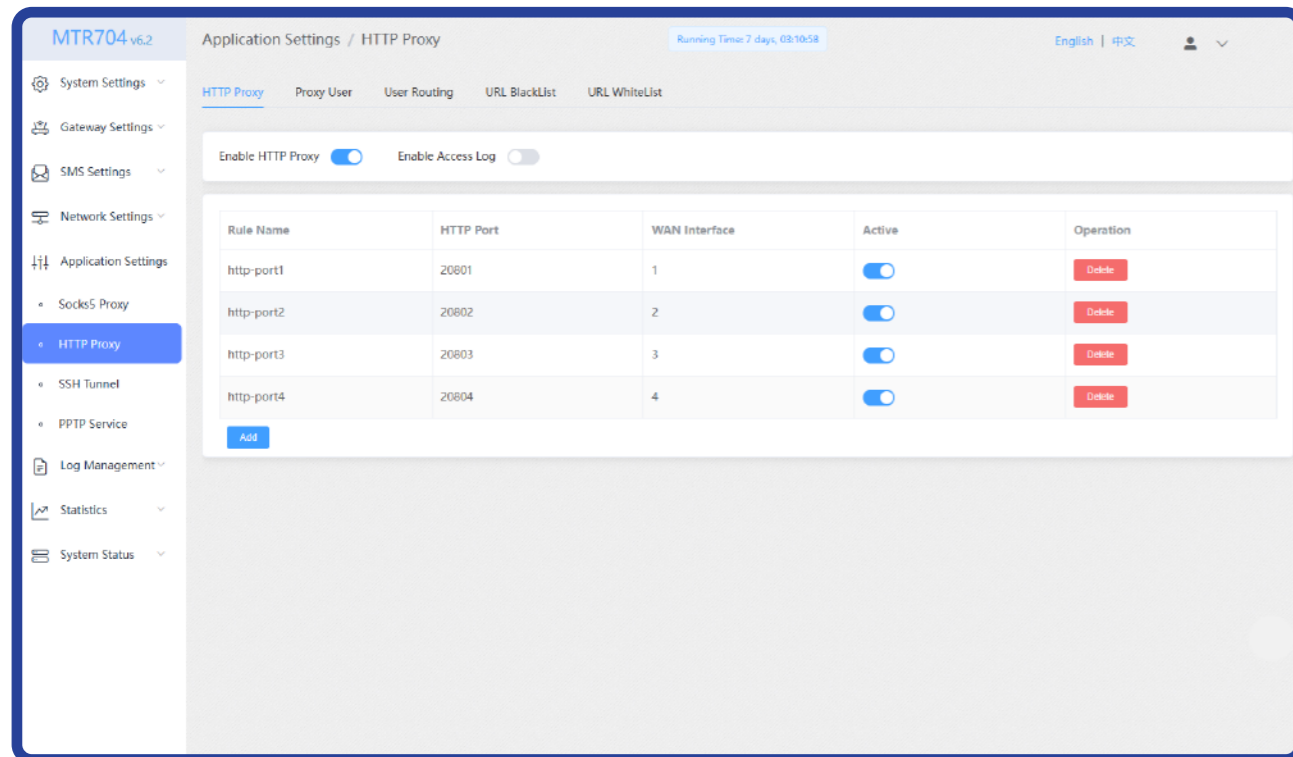 MTR704 v6.2
Application Settings / HTTP Proxy
Running Time: 7 days, 03:10:58
English | 中文
System Settings
Gateway Settings
SMS Settings
Network Settings
Application Settings
Socks5 Proxy
HTTP Proxy
SSH Tunnel
PPTP Service
Log Management
Statistics
System Status
HTTP Proxy Proxy User User Routing URL BlackList URL WhiteList
Enable HTTP Proxy Enable Access Log
Rule Name HTTP Port WAN Interface Active Operation
http-port1 20801 1 Delete
http-port2 20802 2 Delete
http-port3 20803 3 Delete
http-port4 20804 4 Delete
Add